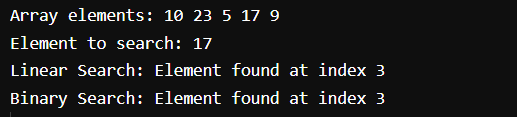 Array elements: 10 23 5 17 9
Element to search: 17
Linear Search: Element found at index 3
Binary Search: Element found at index 3